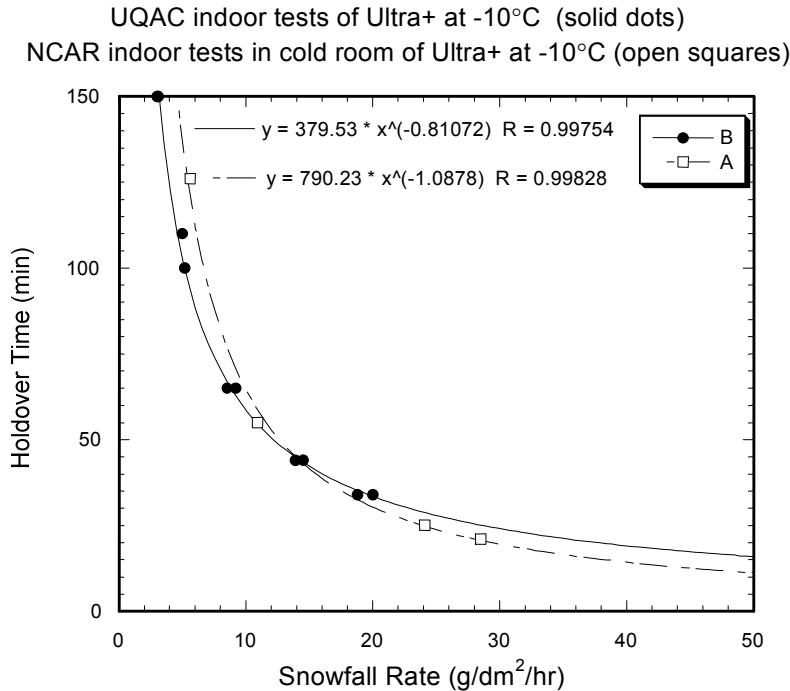 UQAC indoor tests of Ultra+ at -10°C (solid dots)
NCAR indoor tests in cold room of Ultra+ at -10°C (open squares)
150
y = 379.53 * x^(-0.81072) R = 0.99754
B
A
y = 790.23 * x^(-1.0878) R = 0.99828
100
Holdover Time (min)
50
0
0 10 20 30 40 50
Snowfall Rate (g/dm²/hr)